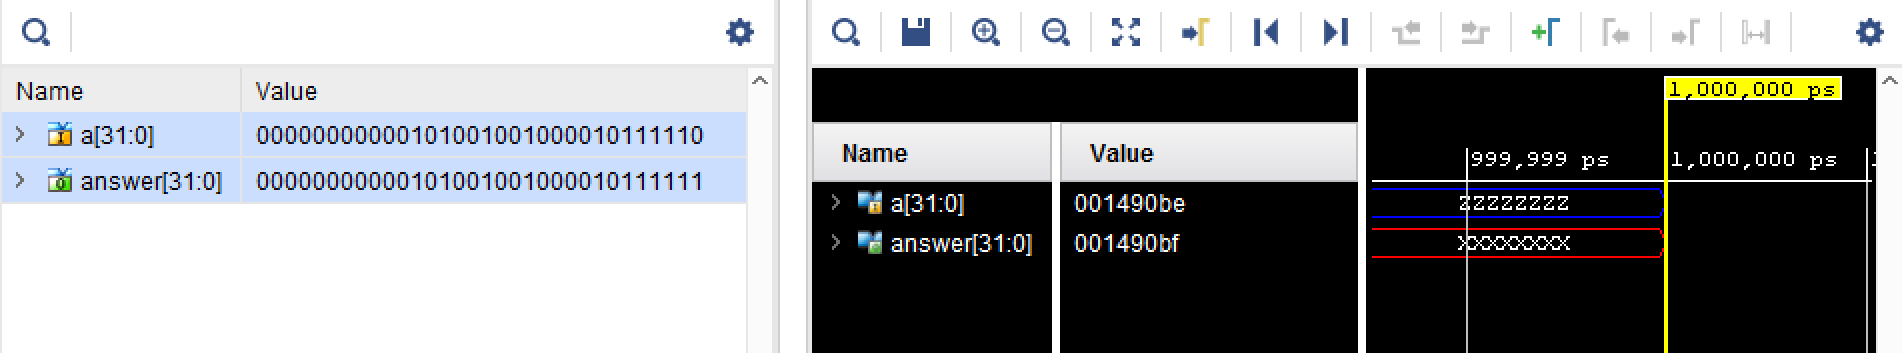 Name Value
a[31:0] 00000000000101001001000010111110
answer[31:0] 00000000000101001001000010111111
1,000,000 ps
Name Value 999,999 ps 1,000,000 ps
a[31:0] 001490be ZZZZZZZZ
answer[31:0] 001490bf XXXXXXXX